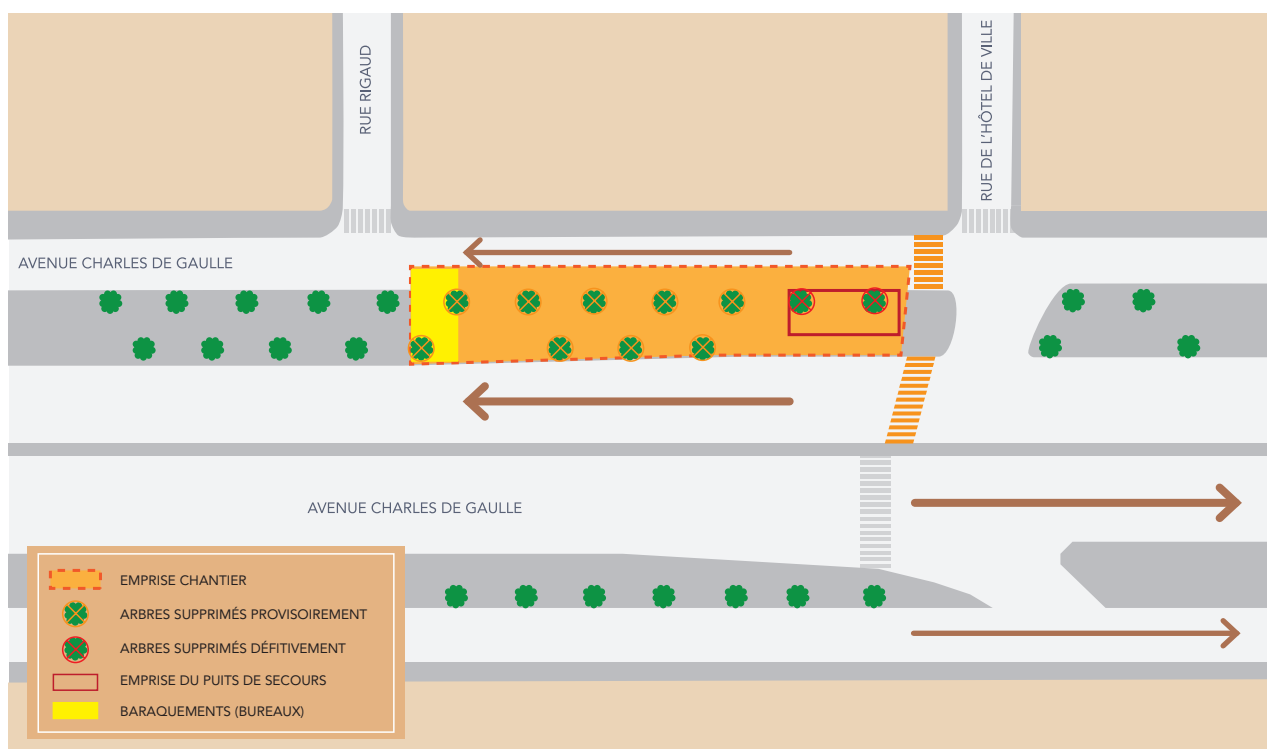 RUE RIGAUD
RUE DE L'HÔTEL DE VILLE
AVENUE CHARLES DE GAULLE
AVENUE CHARLES DE GAULLE
EMPRISE CHANTIER
ARBRES SUPPRIMÉS PROVISOIREMENT
ARBRES SUPPRIMÉS DÉFITIVEMENT
EMPRISE DU PUITS DE SECOURS
BARAQUEMENTS (BUREAUX)